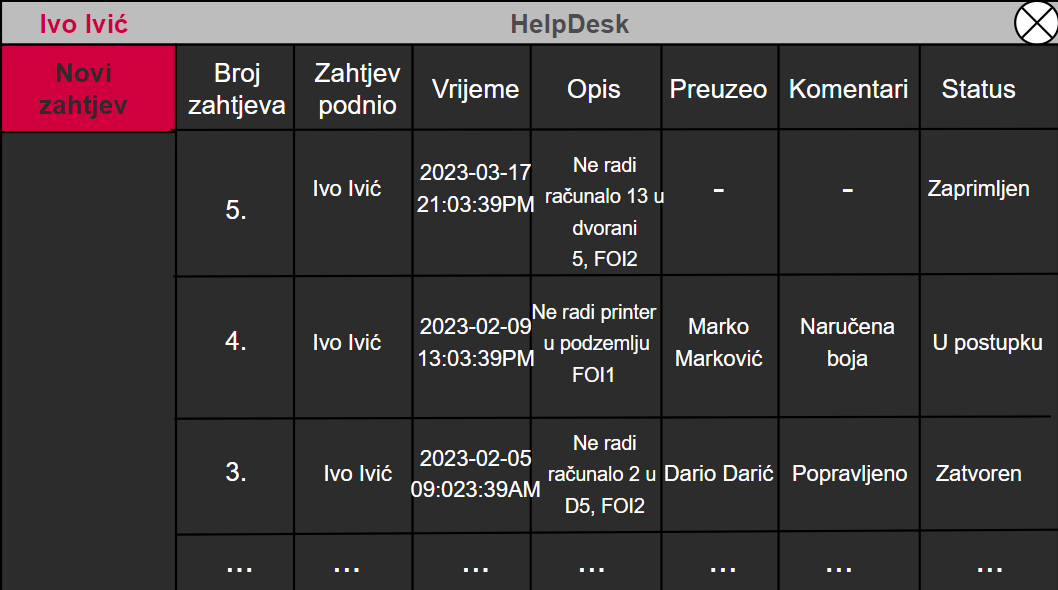 Ivo Ivić HelpDesk
Novi
zahtjev
Broj
zahtjeva
Zahtjev
podnio
Vrijeme
Opis
Preuzeo
Komentari
Status
5.
Ivo Ivić
2023-03-17
21:03:39PM
Ne radi
računalo 13 u
dvorani
5, FOI2
-
-
Zaprimljen
4.
Ivo Ivić
2023-02-09
13:03:39PM
Ne radi printer
u podzemlju
FOI1
Marko
Marković
Naručena
boja
U postupku
3.
Ivo Ivić
2023-02-05
09:023:39AM
Ne radi
računalo 2 u
D5, FOI2
Dario Darić
Popravljeno
Zatvoren
... ... ... ... ... ... ...